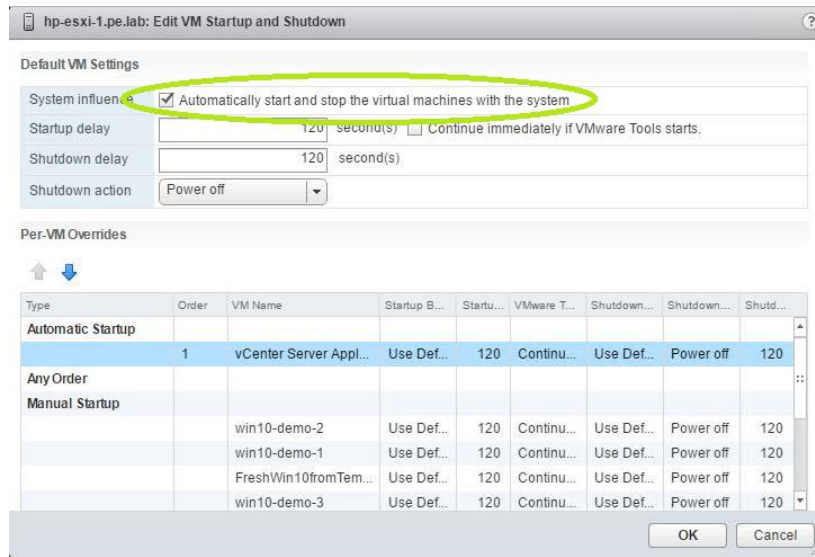 hp-esxi-1.pe.lab: Edit VM Startup and Shutdown ?
Default VM Settings
System influence Automatically start and stop the virtual machines with the system
Startup delay 120 second(s) Continue immediately if VMware Tools starts.
Shutdown delay 120 second(s)
Shutdown action Power off
Per-VM Overrides
Type Order VM Name Startup B... Startu... VMware T... Shutdown... Shutdown... Shutd...
Automatic Startup
1 vCenter Server Appl... Use Def... 120 Continu... Use Def... Power off 120
Any Order
Manual Startup
win10-demo-2 Use Def... 120 Continu... Use Def... Power off 120
win10-demo-1 Use Def... 120 Continu... Use Def... Power off 120
FreshWin10fromTem... Use Def... 120 Continu... Use Def... Power off 120
win10-demo-3 Use Def... 120 Continu... Use Def... Power off 120
OK Cancel